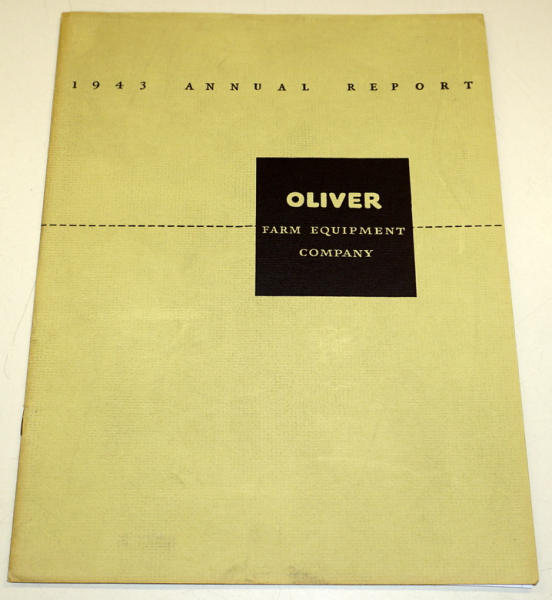 1943 ANNUAL REPORT
OLIVER
FARM EQUIPMENT
COMPANY